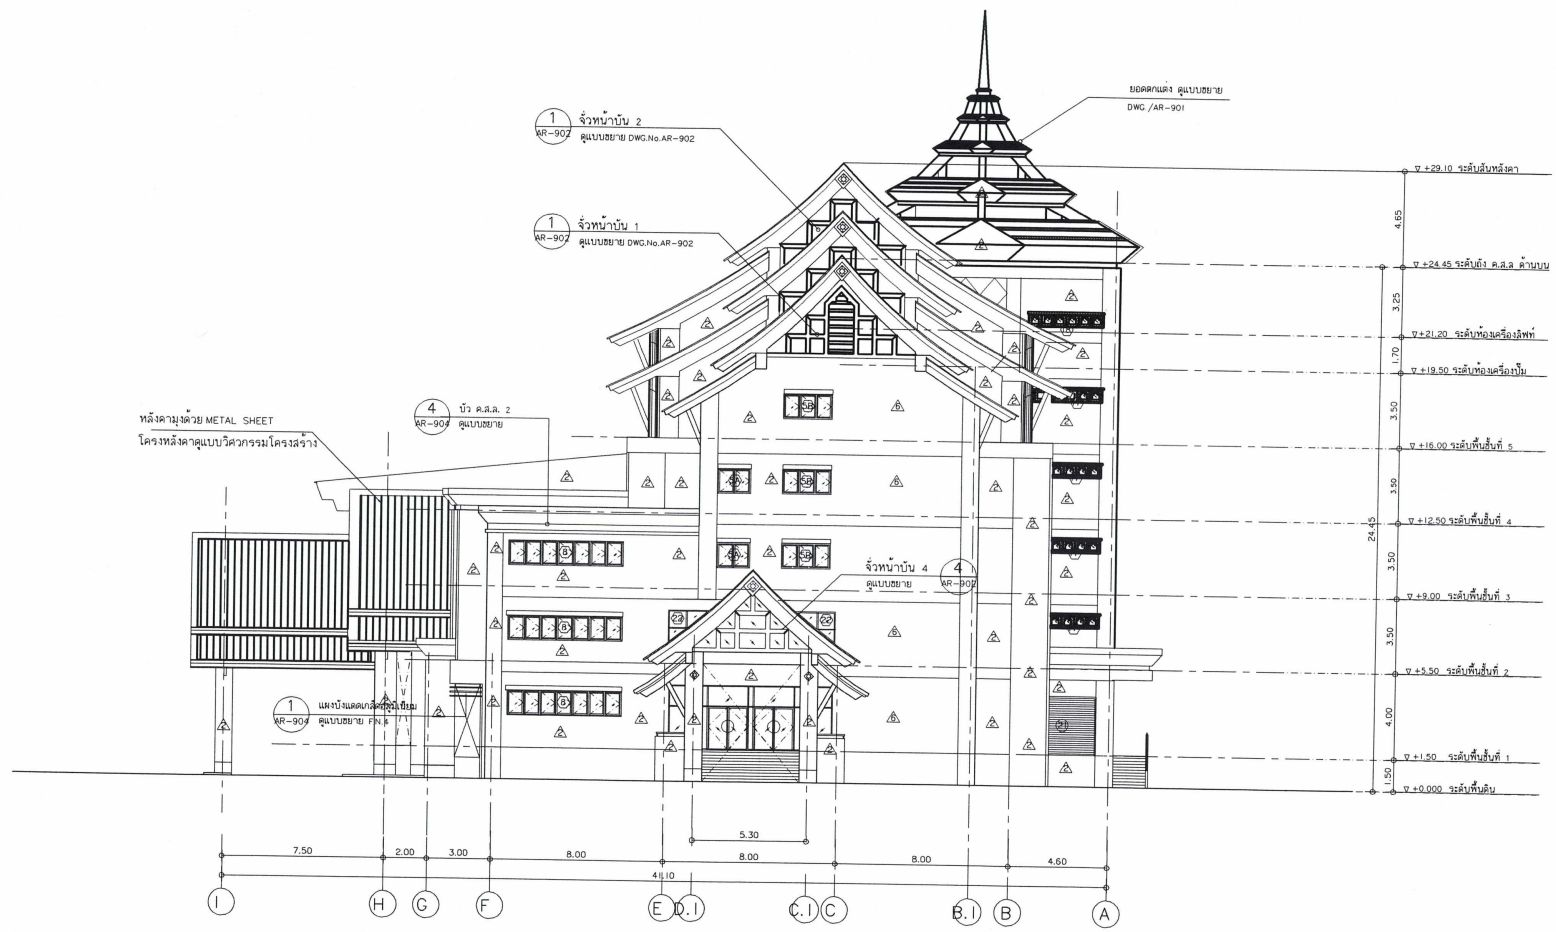 ยอดตกแต่ง ดูแบบขยาย
DWG./AR-901
1
AR-902
จั่วหน้าบัน 2
ดูแบบขยาย DWG.No.AR-902
1
AR-902
จั่วหน้าบัน 1
ดูแบบขยาย DWG.No.AR-902
+29.10 ระดับสันหลังคา
4.65
+24.45 ระดับถัง ค.ส.ล ด้านบน
3.25
+21.20 ระดับห้องเครื่องลิฟท์
1.70
+19.50 ระดับห้องเครื่องปั๊ม
3.50
+16.00 ระดับพื้นชั้นที่ 5
3.50
+12.50 ระดับพื้นชั้นที่ 4
24.45
3.50
+9.00 ระดับพื้นชั้นที่ 3
3.50
+5.50 ระดับพื้นชั้นที่ 2
4.00
+1.50 ระดับพื้นชั้นที่ 1
1.50
+0.000 ระดับพื้นดิน
หลังคามุงด้วย METAL SHEET
โครงหลังคาดูแบบวิศวกรรมโครงสร้าง
4
AR-904
บัว ค.ส.ล. 2
ดูแบบขยาย
จั่วหน้าบัน 4
ดูแบบขยาย
4
AR-902
1
AR-904
ดูแบบขยาย F.N.4
5B
5A
5B
5A
5B
8
8
8
22
22
21
5.30
7.50
2.00
3.00
8.00
8.00
8.00
4.60
41.10
I
H
G
F
E
D.1
C.1
C
B.1
B
A